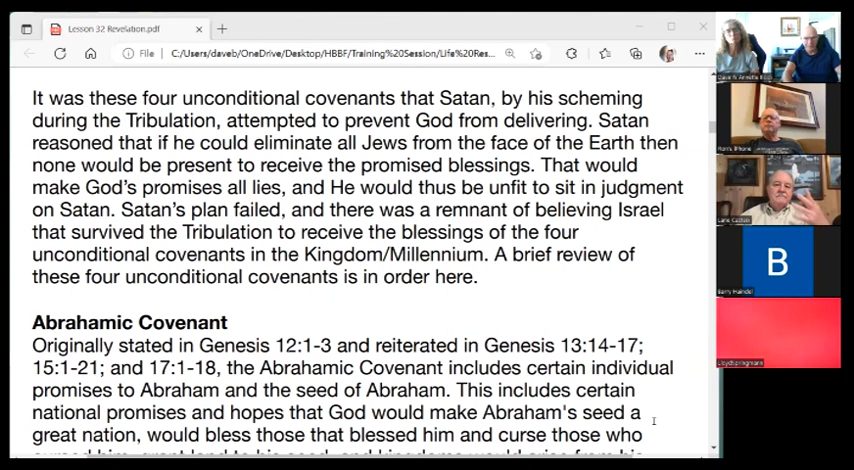 Lesson 32 Revelation.pdf
File
C:/Users/daveb/OneDrive/Desktop/HBBF/Training%20Session/Life%20Res...
It was these four unconditional covenants that Satan, by his scheming
during the Tribulation, attempted to prevent God from delivering. Satan
reasoned that if he could eliminate all Jews from the face of the Earth then
none would be present to receive the promised blessings. That would
make God's promises all lies, and He would thus be unfit to sit in judgment
on Satan. Satan's plan failed, and there was a remnant of believing Israel
that survived the Tribulation to receive the blessings of the four
unconditional covenants in the Kingdom/Millennium. A brief review of
these four unconditional covenants is in order here.
Abrahamic Covenant
Originally stated in Genesis 12:1-3 and reiterated in Genesis 13:14-17;
15:1-21; and 17:1-18, the Abrahamic Covenant includes certain individual
promises to Abraham and the seed of Abraham. This includes certain
national promises and hopes that God would make Abraham's seed a
great nation, would bless those that blessed him and curse those who
Dave & Annette
Ron's iPhone
B
Barry